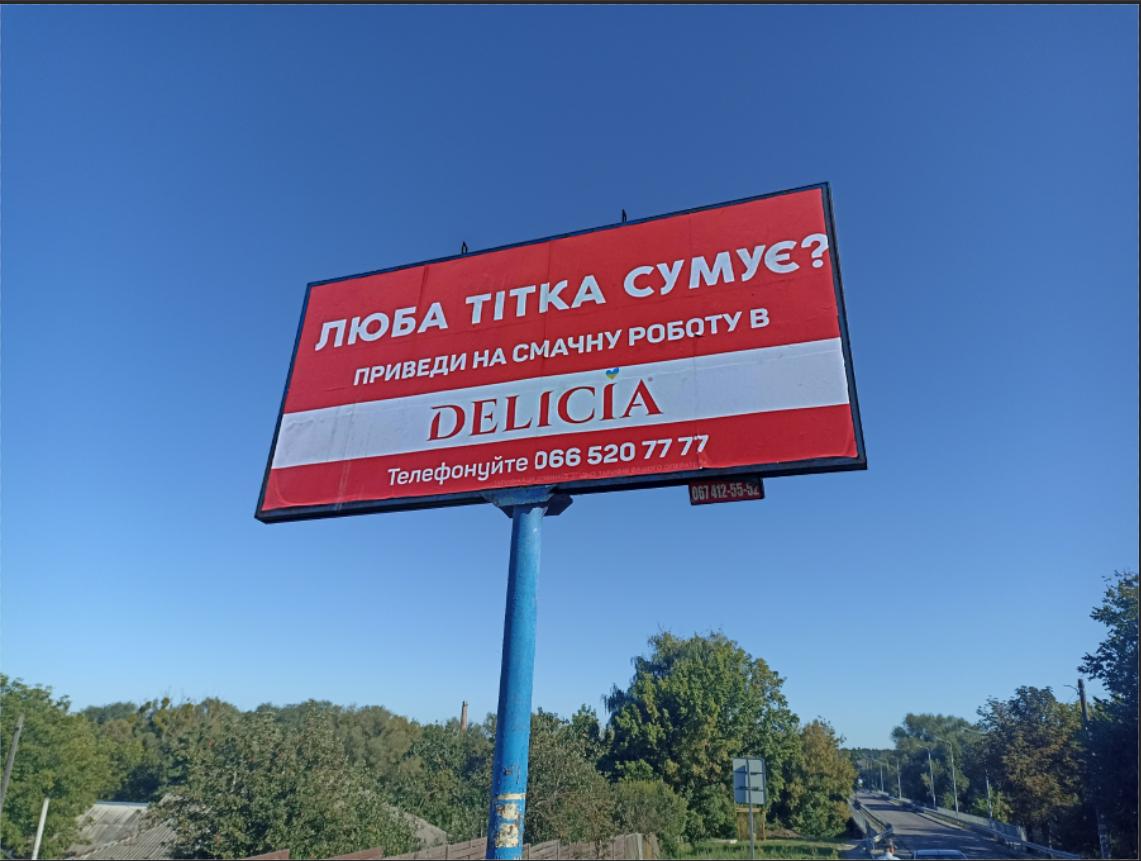 ЛЮБА ТІТКА СУМУЄ?
ПРИВЕДИ НА СМАЧНУ РОБОТУ В
DELICIA
Телефонуйте 066 520 77 77
067 412-55-52